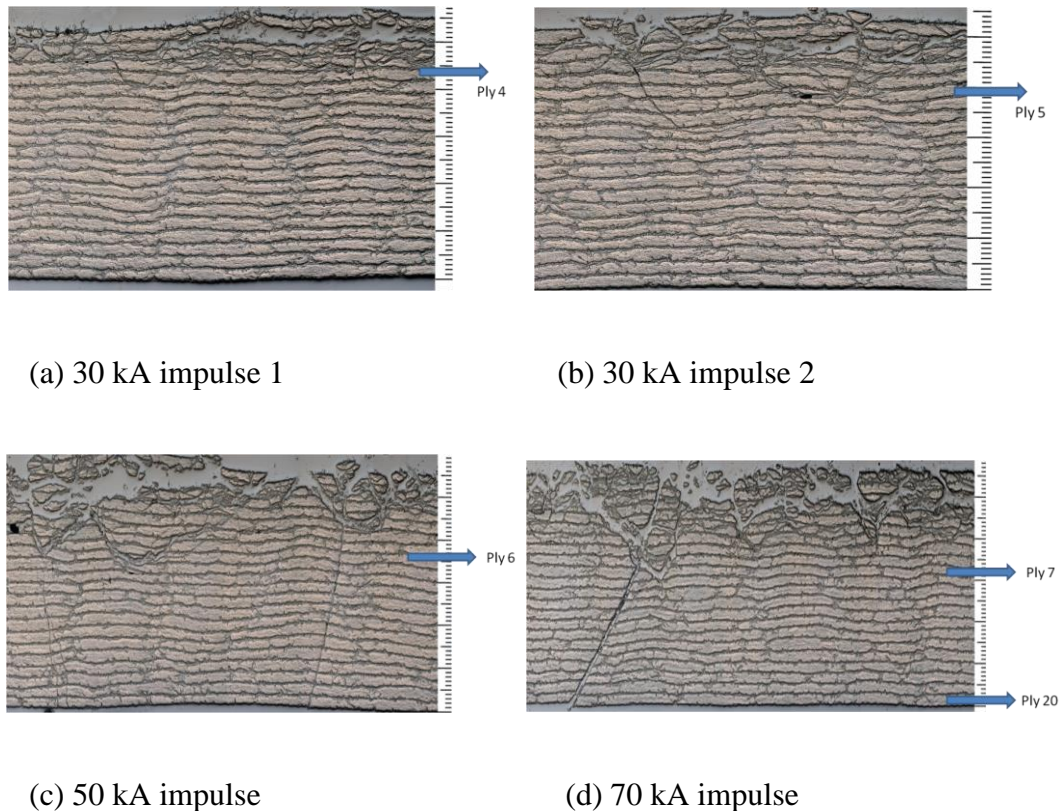 Ply 4
Ply 5
(a) 30 kA impulse 1
(b) 30 kA impulse 2
Ply 6
Ply 7
Ply 20
(c) 50 kA impulse
(d) 70 kA impulse